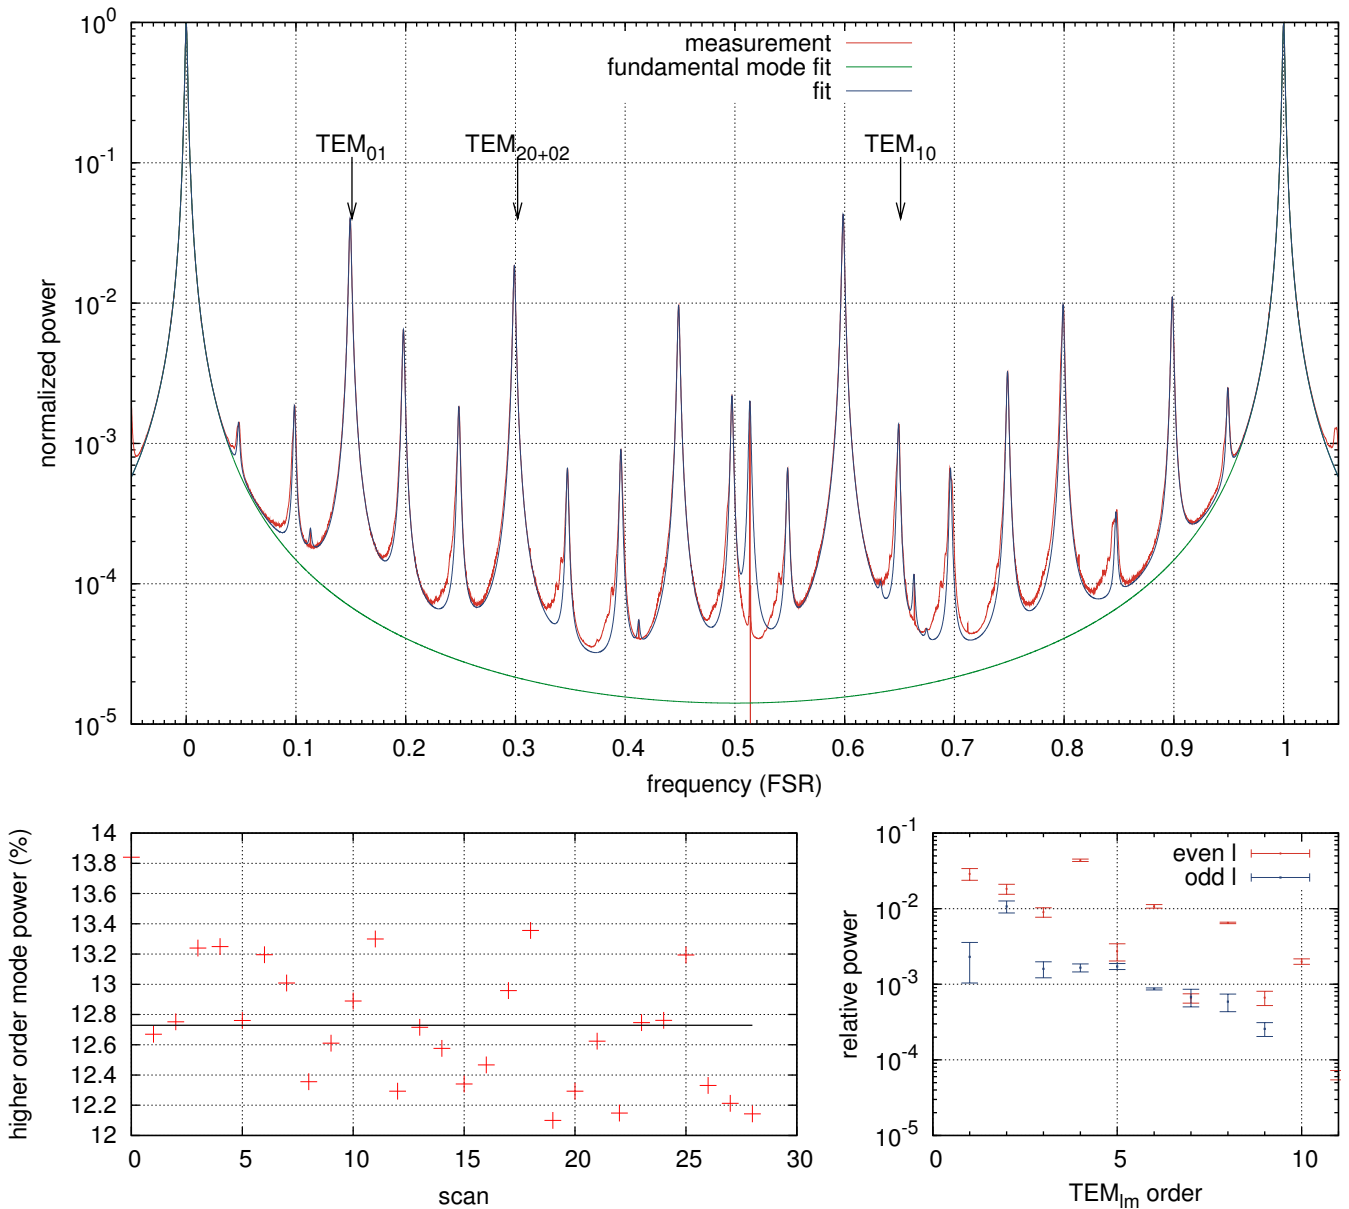 measurement
fundamental mode fit
fit
TEM01
TEM20+02
TEM10
normalized power
10^0
10^-1
10^-2
10^-3
10^-4
10^-5
0 0.1 0.2 0.3 0.4 0.5 0.6 0.7 0.8 0.9 1
frequency (FSR)
higher order mode power (%)
14
13.8
13.6
13.4
13.2
13
12.8
12.6
12.4
12.2
12
0 5 10 15 20 25 30
scan
relative power
10^-1
10^-2
10^-3
10^-4
10^-5
even l
odd l
0 5 10
TEMlm order